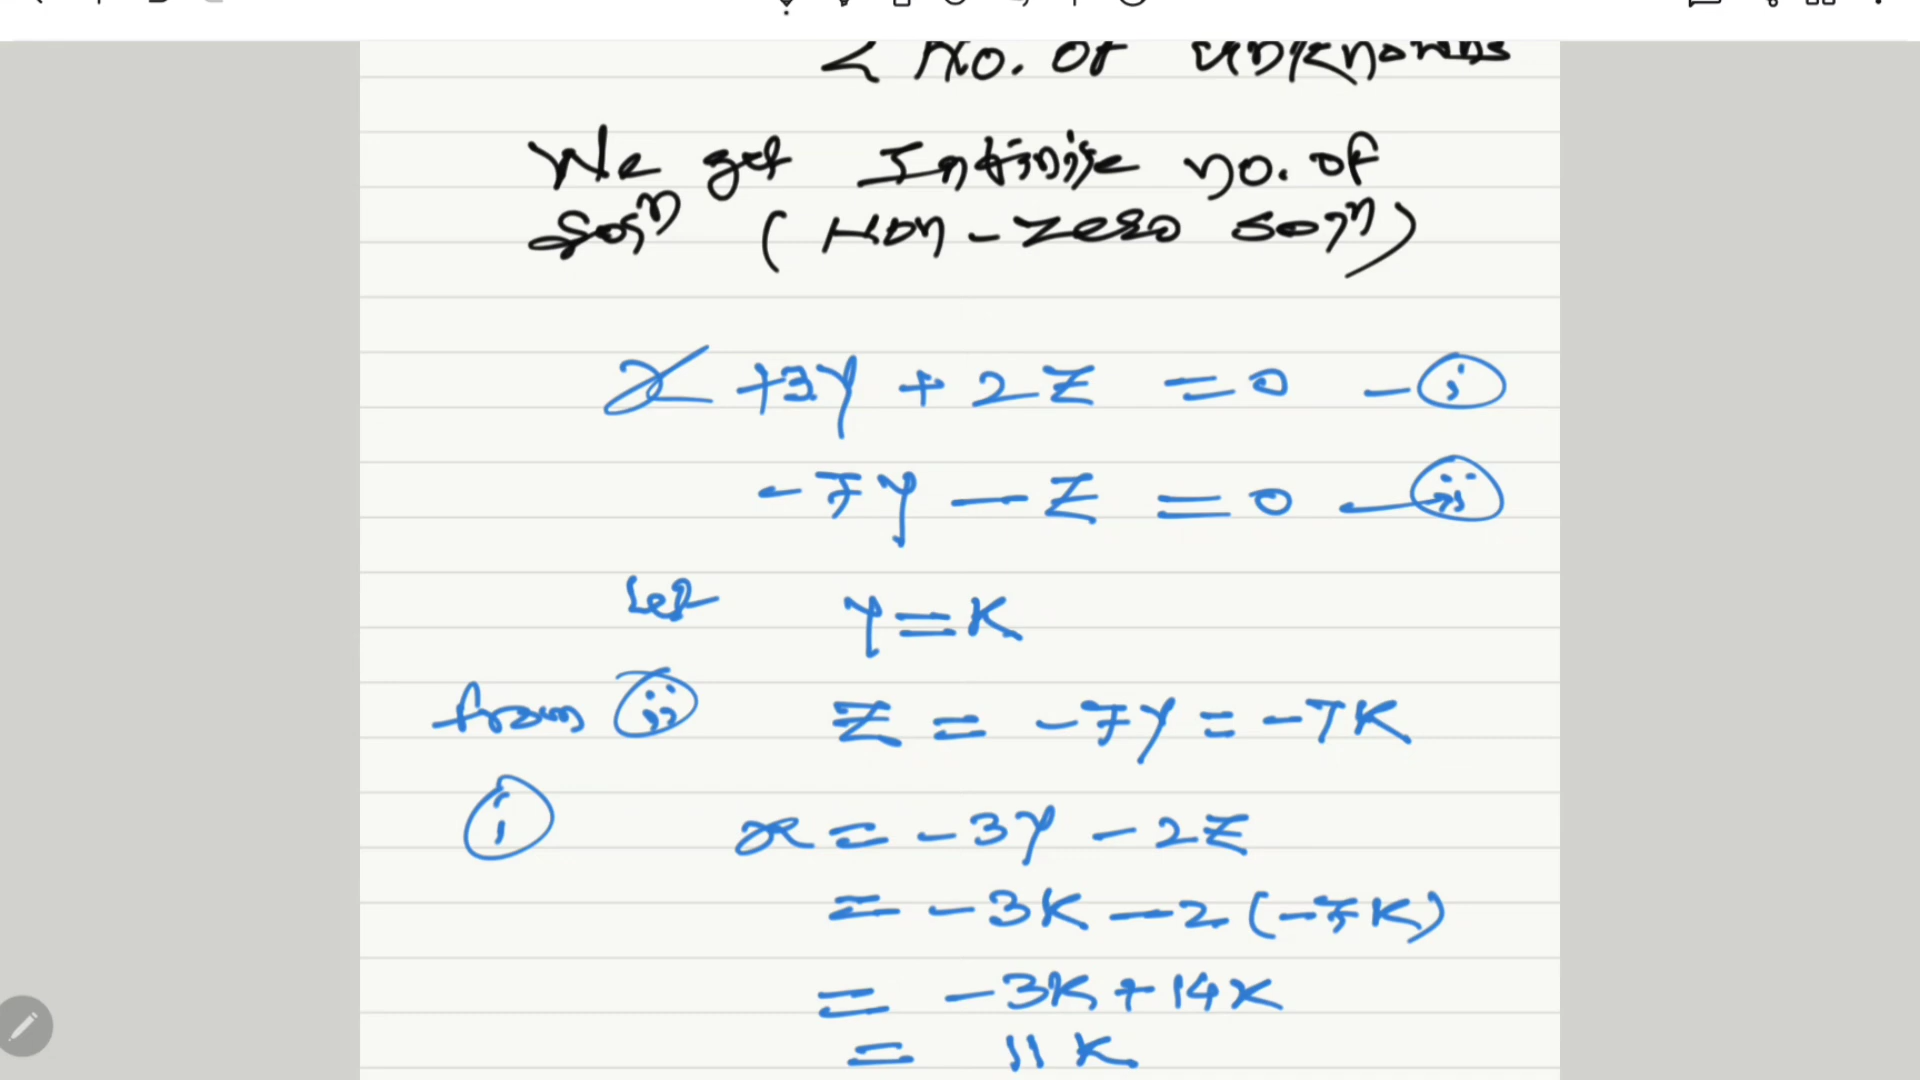 < No. of unknowns
We get Infinite no. of
Solⁿ (Non-zero solⁿ)
x + 3y + 2z = 0 - (i)
- 7y - z = 0 - (ii)
let y = K
from (ii) z = -7y = -7K
(i) x = -3y - 2z
= -3K - 2(-7K)
= -3K + 14K
= 11K